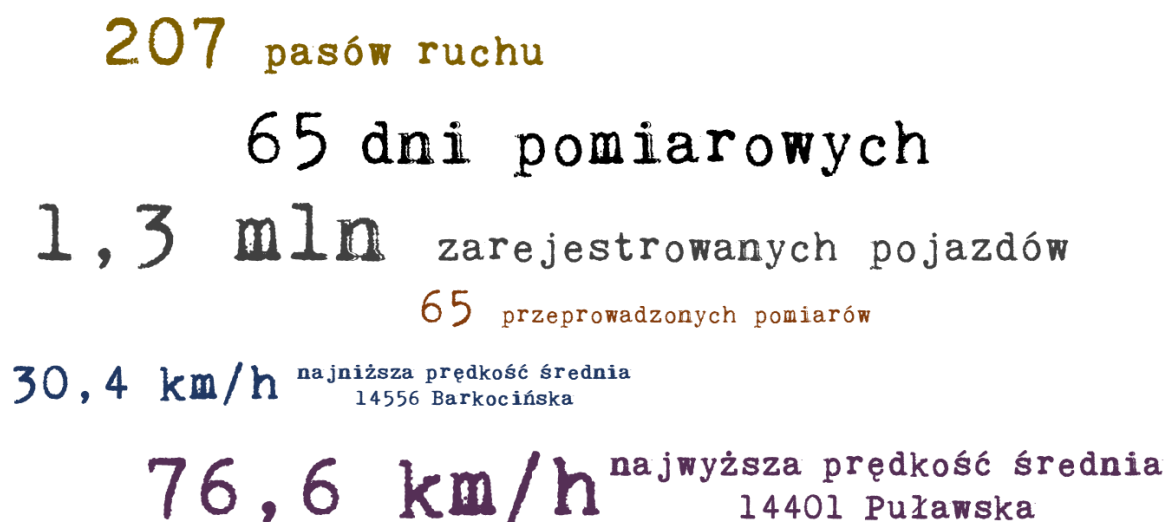 207 pasów ruchu
65 dni pomiarowych
1,3 mln zarejestrowanych pojazdów
65 przeprowadzonych pomiarów
30,4 km/h najniższa prędkość średnia
14556 Barkocińska
76,6 km/h najwyższa prędkość średnia
14401 Puławska